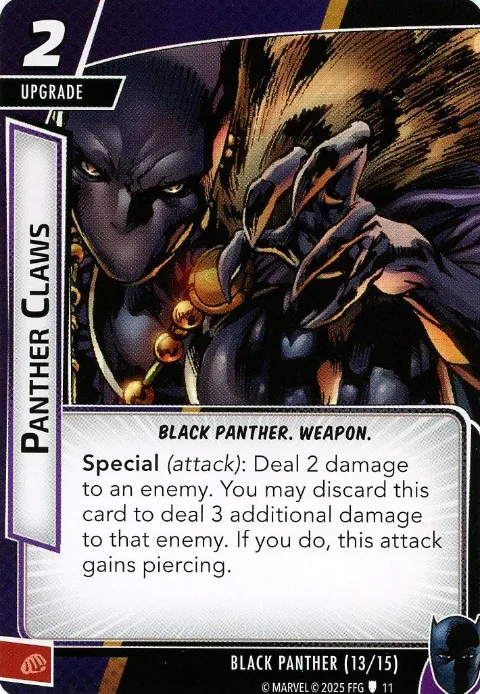 2
UPGRADE
PANTHER CLAWS
BLACK PANTHER. WEAPON.
Special (attack): Deal 2 damage
to an enemy. You may discard this
card to deal 3 additional damage
to that enemy. If you do, this attack
gains piercing.
BLACK PANTHER (13/15)
© MARVEL © 2025 FFG 11